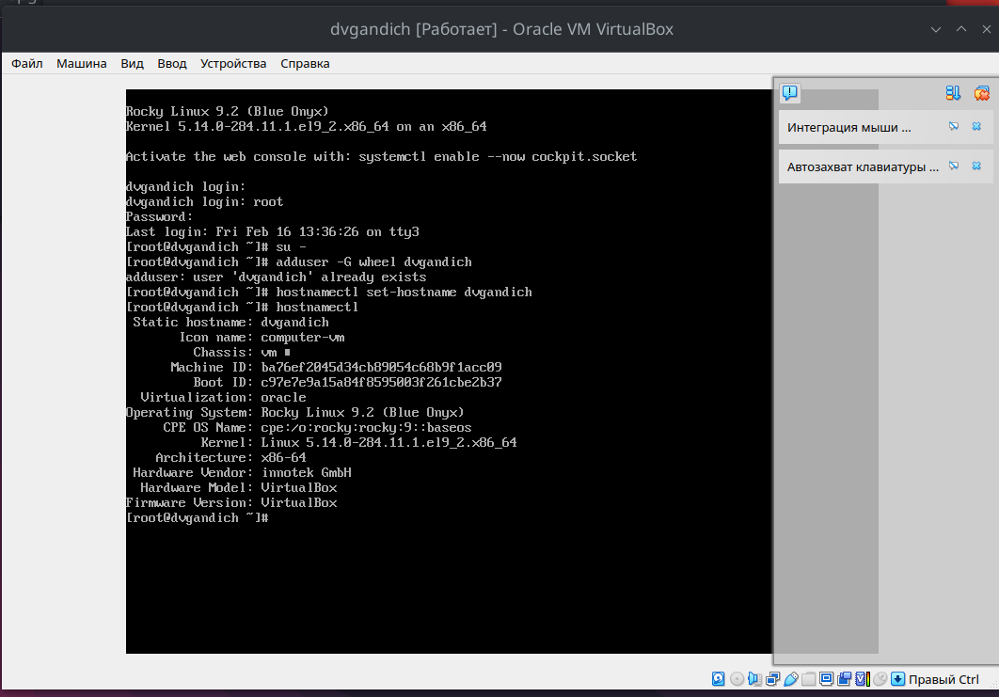 dvgandich [Работает] - Oracle VM VirtualBox
Файл Машина Вид Ввод Устройства Справка
Rocky Linux 9.2 (Blue Onyx)
Kernel 5.14.0-284.11.1.el9_2.x86_64 on an x86_64
Activate the web console with: systemctl enable --now cockpit.socket
dvgandich login:
dvgandich login: root
Password:
Last login: Fri Feb 16 13:36:26 on tty3
[root@dvgandich ~]# su -
[root@dvgandich ~]# adduser -G wheel dvgandich
adduser: user 'dvgandich' already exists
[root@dvgandich ~]# hostnamectl set-hostname dvgandich
[root@dvgandich ~]# hostnamectl
Static hostname: dvgandich
Icon name: computer-vm
Chassis: vm ■
Machine ID: ba76ef2045d34cb89054c68b9f1acc09
Boot ID: c97e7e9a15a84f8595003f261cbe2b37
Virtualization: oracle
Operating System: Rocky Linux 9.2 (Blue Onyx)
CPE OS Name: cpe:/o:rocky:rocky:9::baseos
Kernel: Linux 5.14.0-284.11.1.el9_2.x86_64
Architecture: x86-64
Hardware Vendor: innotek GmbH
Hardware Model: VirtualBox
Firmware Version: VirtualBox
[root@dvgandich ~]#
Интеграция мыши ...
Автозахват клавиатуры ...
Правый Ctrl